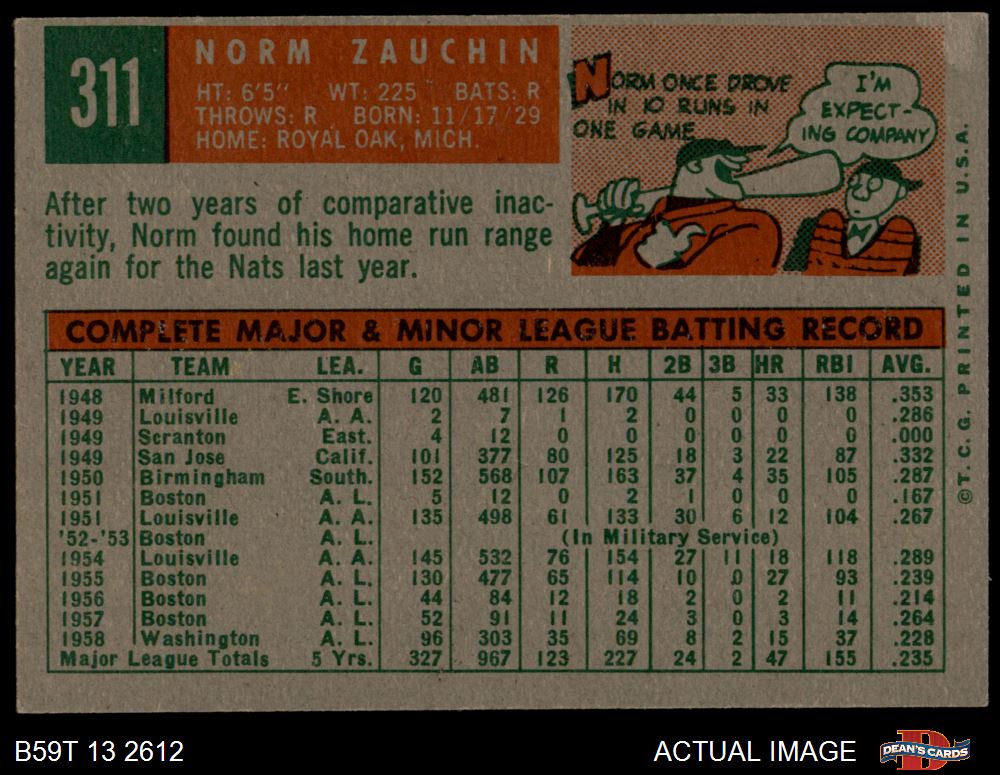 311
NORM ZAUCHIN
HT: 6'5" WT: 225 BATS: R
THROWS: R BORN: 11/17/29
HOME: ROYAL OAK, MICH.
NORM ONCE DROVE
IN 10 RUNS IN
ONE GAME
I'M
EXPECT-
ING COMPANY
After two years of comparative inac-
tivity, Norm found his home run range
again for the Nats last year.
COMPLETE MAJOR & MINOR LEAGUE BATTING RECORD
YEAR TEAM LEA. G AB R H 2B 3B HR RBI AVG.
1948 Milford E. Shore 120 481 126 170 44 5 33 138 .353
1949 Louisville A. A. 2 7 1 2 0 0 0 0 .286
1949 Scranton East. 4 12 0 0 0 0 0 0 .000
1949 San Jose Calif. 101 377 80 125 18 3 22 87 .332
1950 Birmingham South. 152 568 107 163 37 4 35 105 .287
1951 Boston A. L. 5 12 0 2 1 0 0 0 .167
1951 Louisville A. A. 135 498 61 133 30 6 12 104 .267
'52-'53 Boston A. L. (In Military Service)
1954 Louisville A. A. 145 532 76 154 27 11 18 118 .289
1955 Boston A. L. 130 477 65 114 10 0 27 93 .239
1956 Boston A. L. 44 84 12 18 2 0 2 11 .214
1957 Boston A. L. 52 91 11 24 3 0 3 14 .264
1958 Washington A. L. 96 303 35 69 8 2 15 37 .228
Major League Totals 5 Yrs. 327 967 123 227 24 2 47 155 .235
©T.C.G. PRINTED IN U.S.A.
B59T 13 2612
ACTUAL IMAGE
D
DEAN'S CARDS